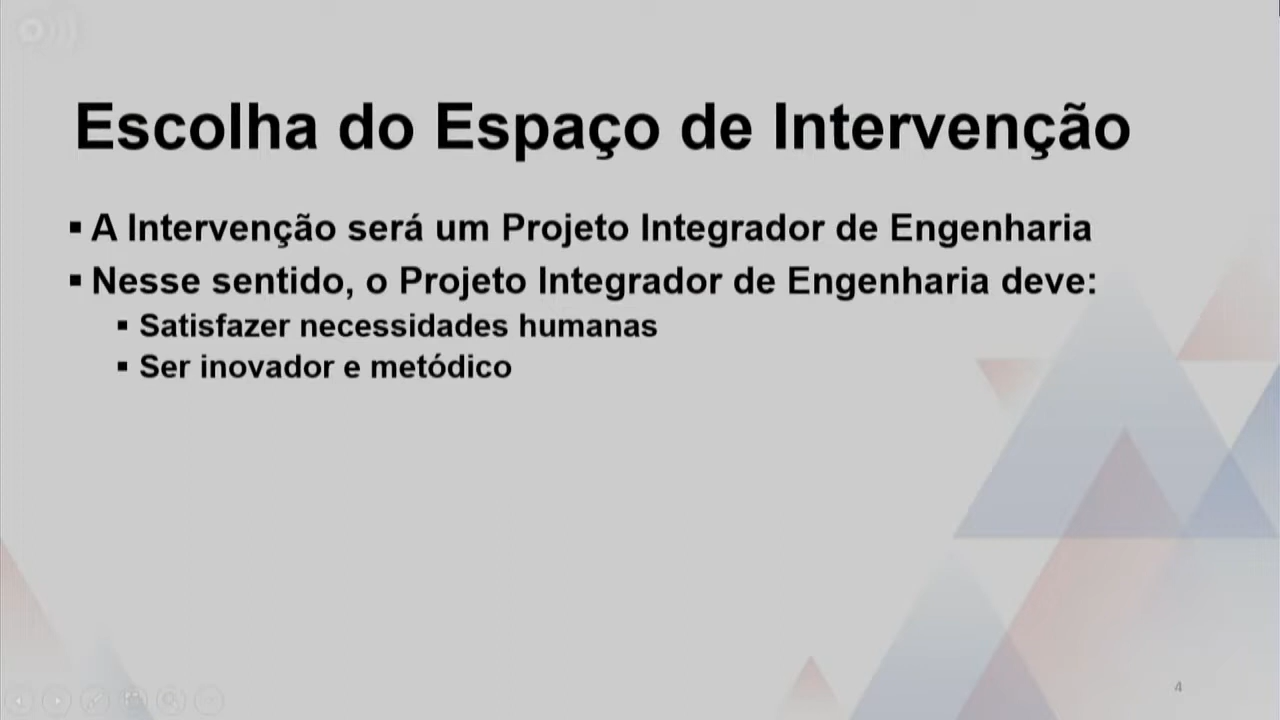 Escolha do Espaço de Intervenção
▪ A Intervenção será um Projeto Integrador de Engenharia
▪ Nesse sentido, o Projeto Integrador de Engenharia deve:
▪ Satisfazer necessidades humanas
▪ Ser inovador e metódico
4